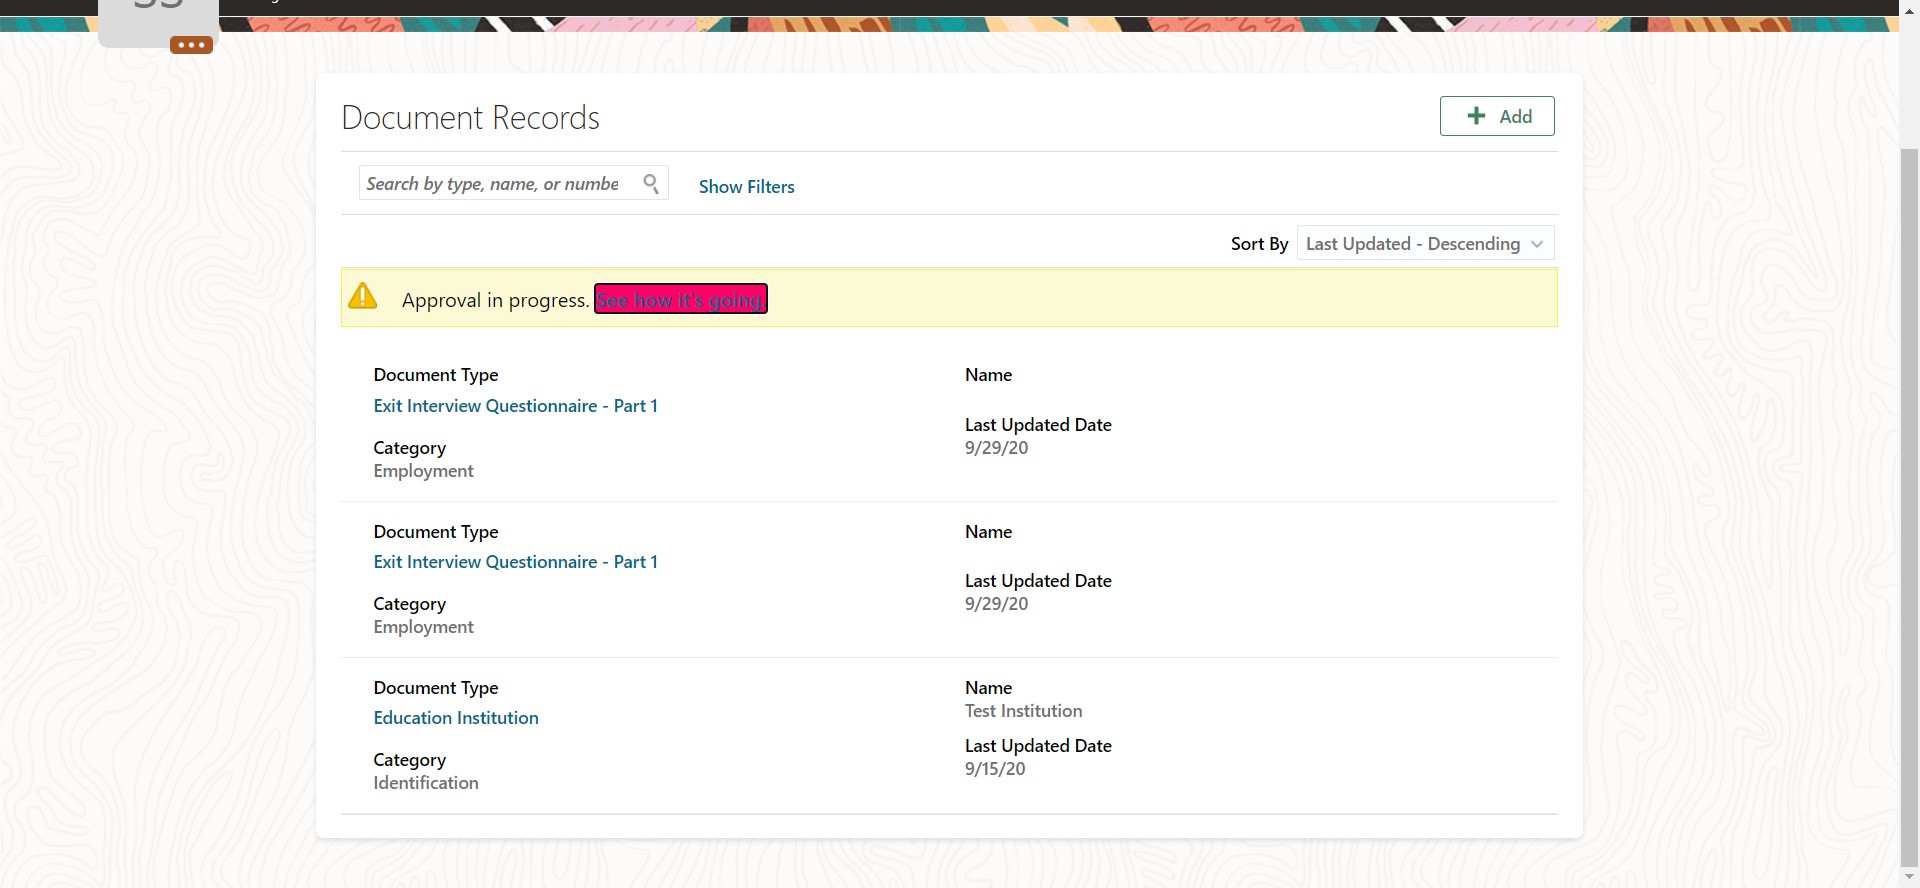 Document Records
Add
Search by type, name, or numbe
Show Filters
Sort By Last Updated - Descending
Approval in progress. See how it's going.
Document Type
Exit Interview Questionnaire - Part 1
Category
Employment
Name
Last Updated Date
9/29/20
Document Type
Exit Interview Questionnaire - Part 1
Category
Employment
Name
Last Updated Date
9/29/20
Document Type
Education Institution
Category
Identification
Name
Test Institution
Last Updated Date
9/15/20